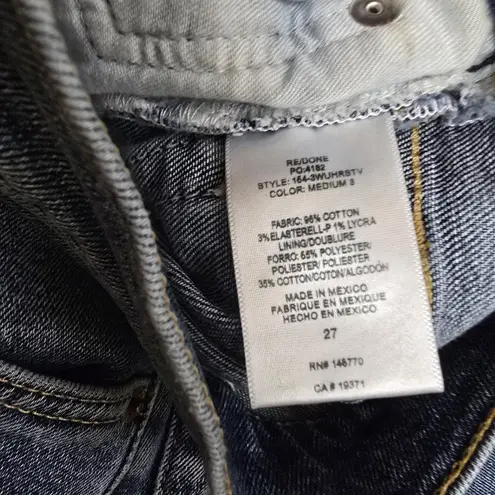 RE/DONE
PO:4182
STYLE: 164-3WUHRSTV
COLOR: MEDIUM 3
FABRIC: 96% COTTON
3% ELASTERELL-P 1% LYCRA
LINING/DOUBLURE
FORRO: 65% POLYESTER/
POLIESTER/ POLIESTER
35% COTTON/COTON/ALGODÓN
MADE IN MEXICO
FABRIQUE EN MEXIQUE
HECHO EN MEXICO
27
RN# 148770
CA# 19371